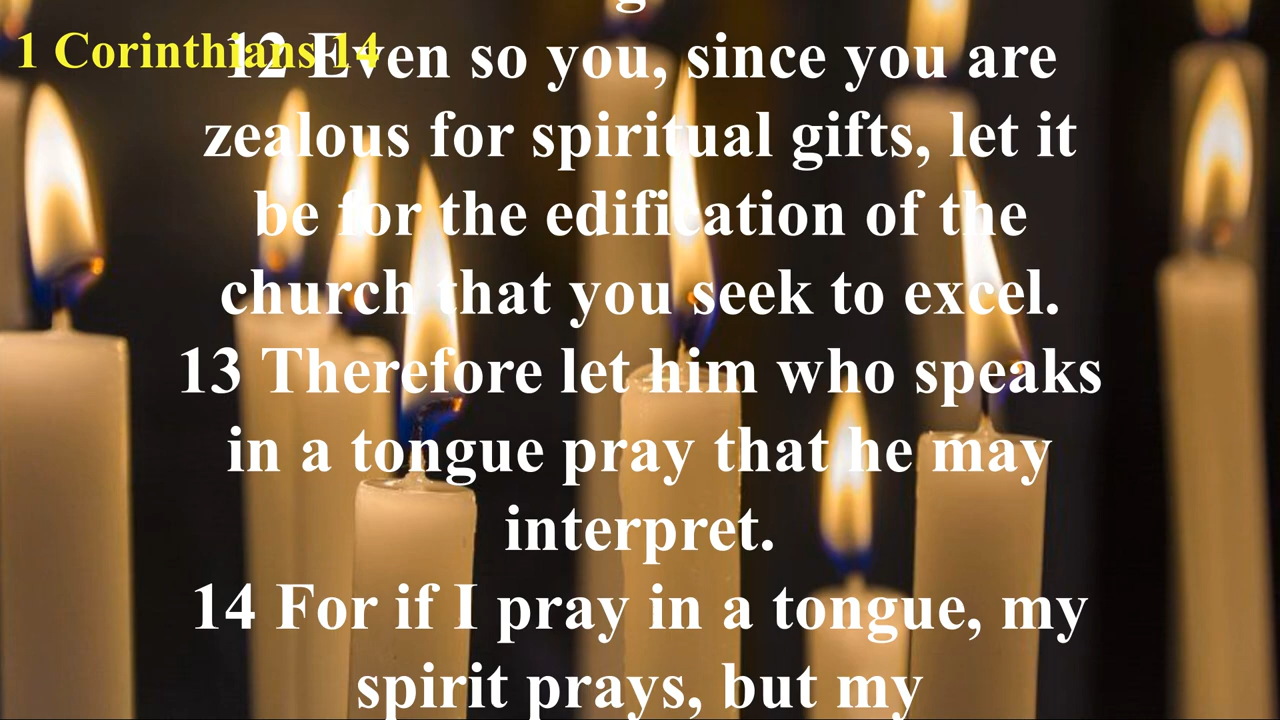 1 Corinthians 14
12 Even so you, since you are
zealous for spiritual gifts, let it
be for the edification of the
church that you seek to excel.
13 Therefore let him who speaks
in a tongue pray that he may
interpret.
14 For if I pray in a tongue, my
spirit prays, but my